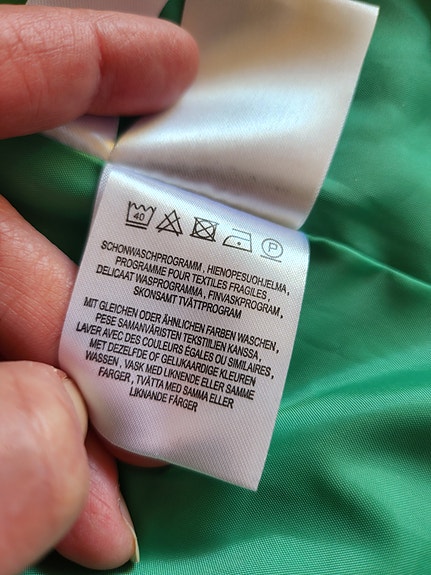 40 P
SCHONWASCHPROGRAMM , HIENOPESUOHJELMA ,
PROGRAMME POUR TEXTILES FRAGILES ,
DELICAAT WASPROGRAMMA , FINVASKPROGRAM ,
SKONSAMT TVÄTTPROGRAM
MIT GLEICHEN ODER ÄHNLICHEN FARBEN WASCHEN ,
PESE SAMANVÄRISTEN TEKSTIILIEN KANSSA ,
LAVER AVEC DES COULEURS ÉGALES OU SIMILAIRES ,
MET DEZELFDE OF GELIJKAARDIGE KLEUREN
WASSEN , VASK MED LIKNENDE ELLER SAMME
FARGER , TVÄTTA MED SAMMA ELLER
LIKNANDE FÄRGER